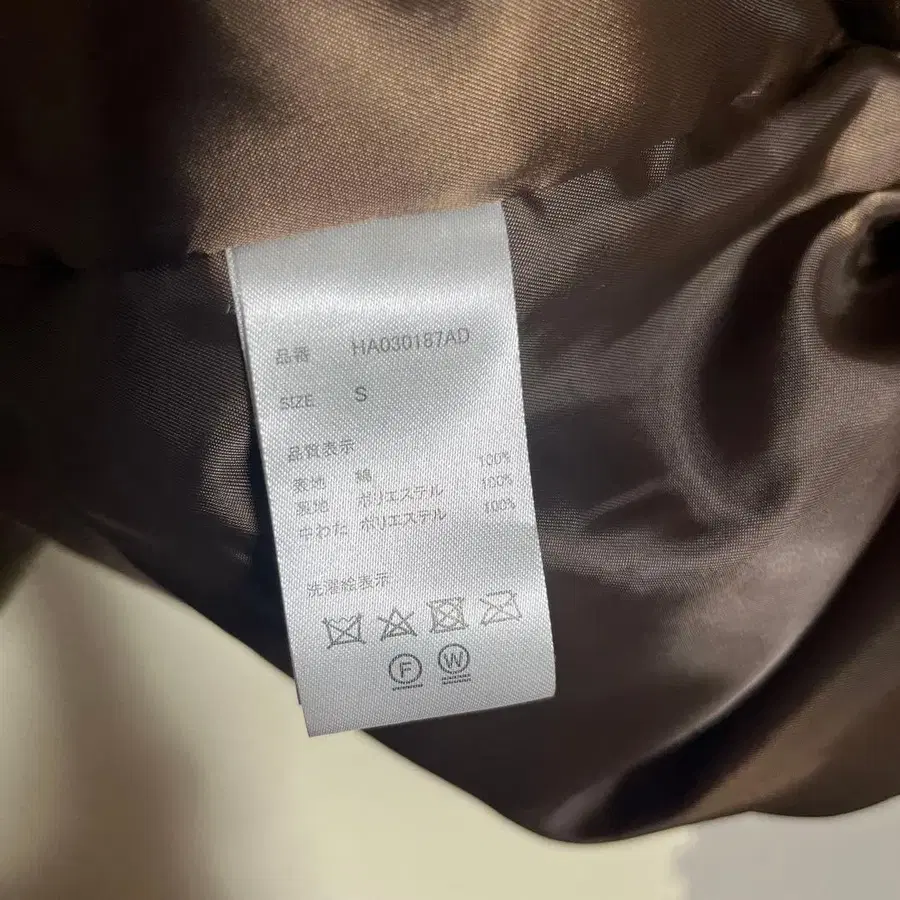 品番 HA030187AD
SIZE S
品質表示
表地 綿 100%
裏地 ポリエステル 100%
中わた ポリエステル 100%
洗濯絵表示
F W